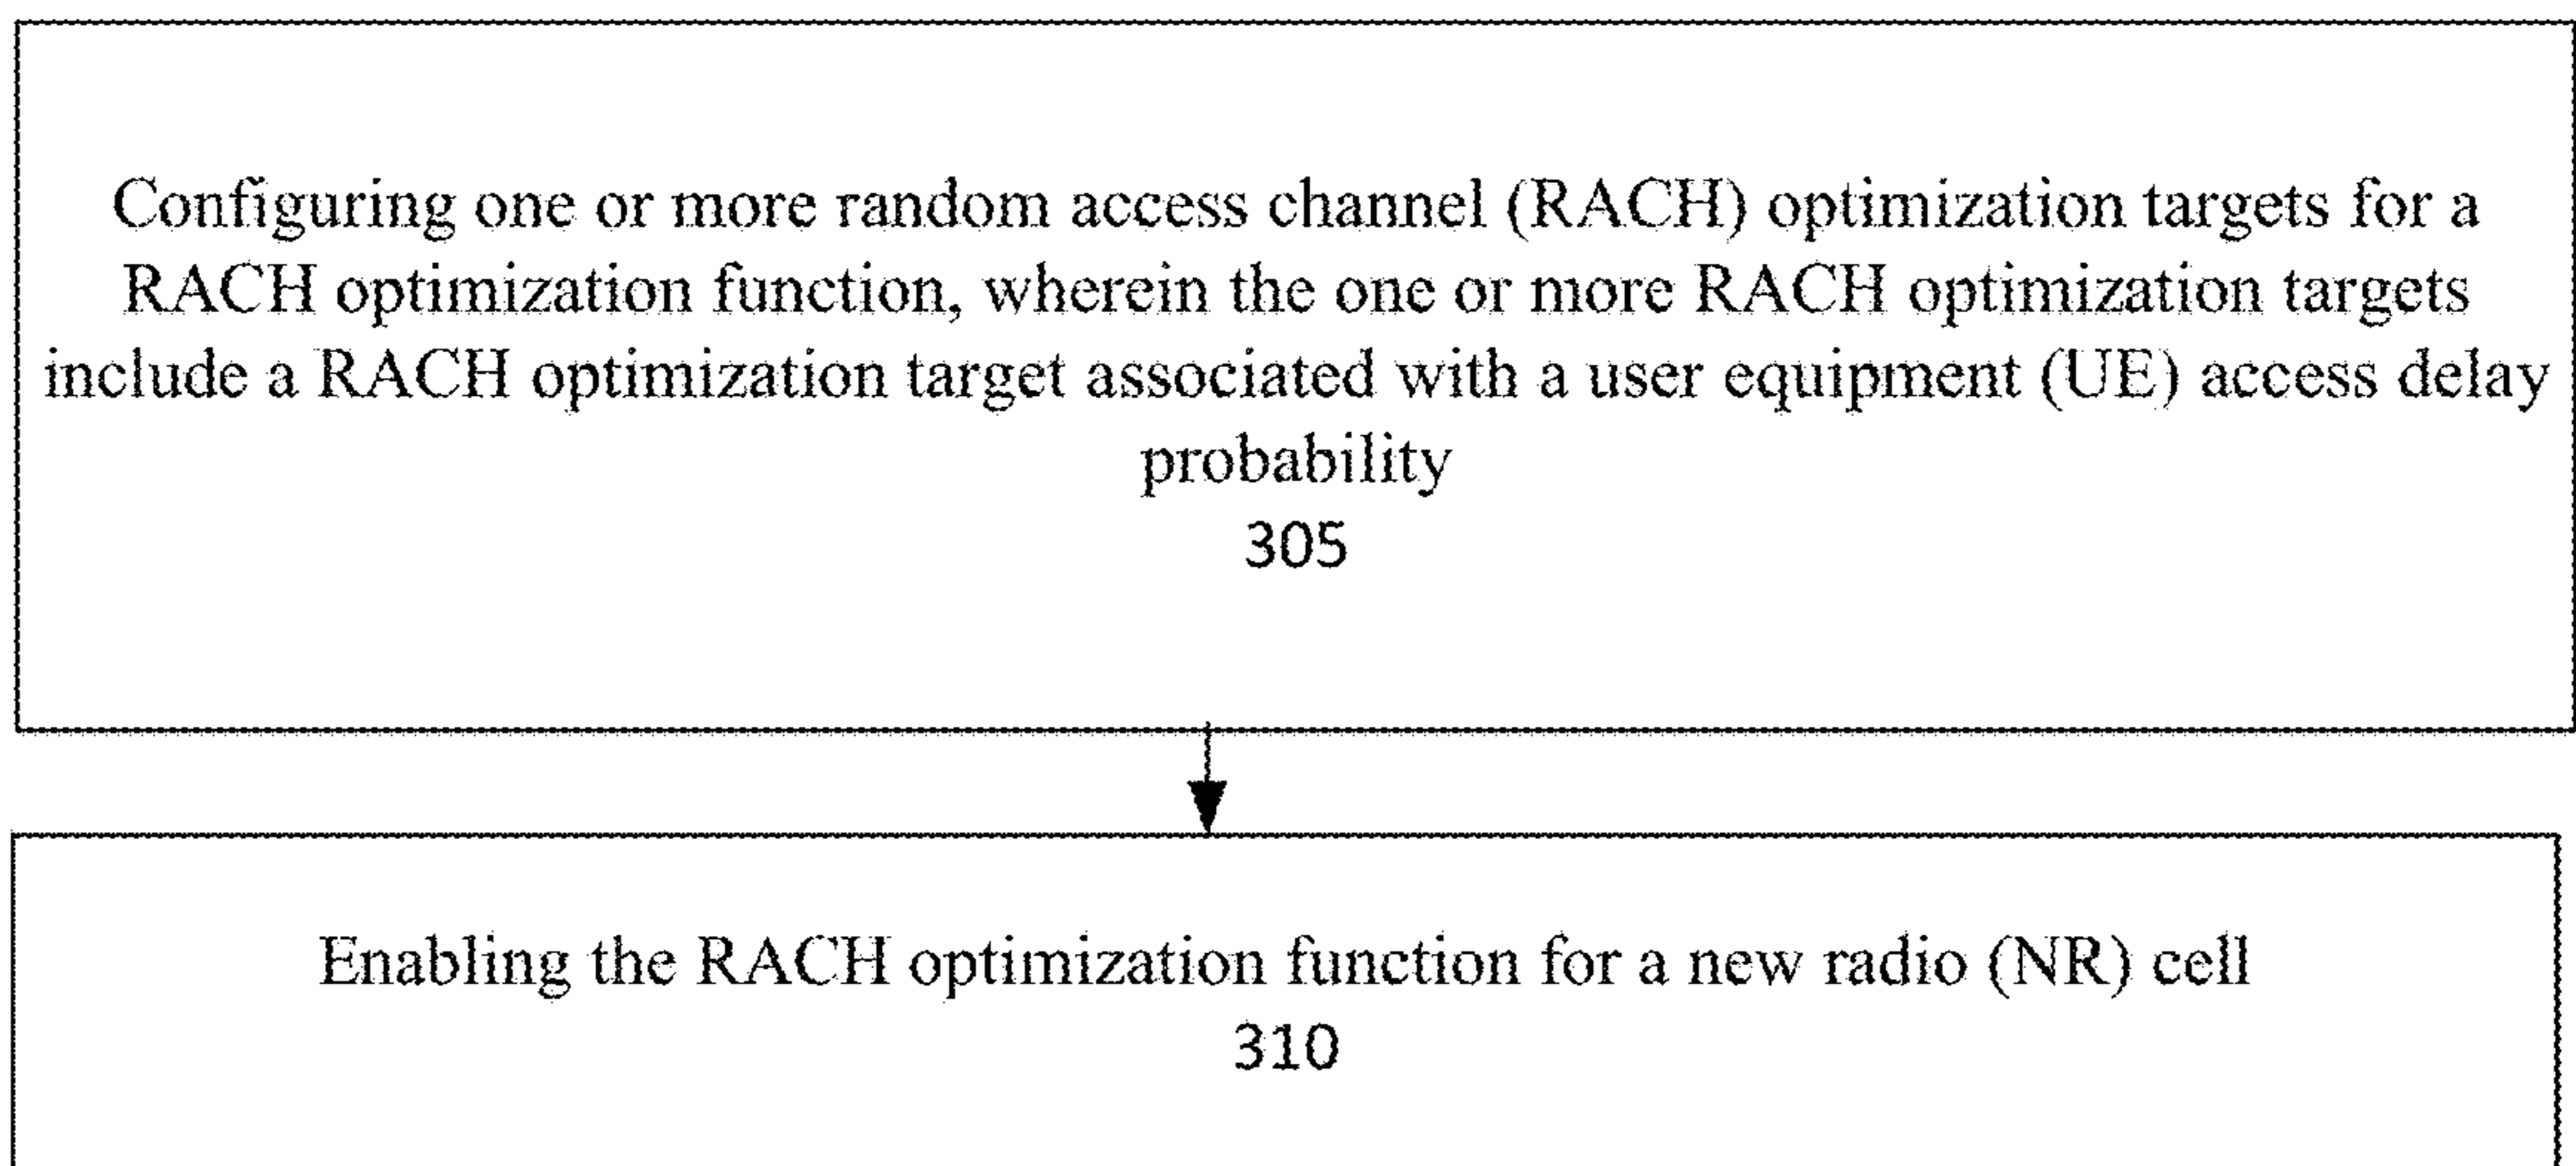 Configuring one or more random access channel (RACH) optimization targets for a
RACH optimization function, wherein the one or more RACH optimization targets
include a RACH optimization target associated with a user equipment (UE) access delay
probability
305
Enabling the RACH optimization function for a new radio (NR) cell
310